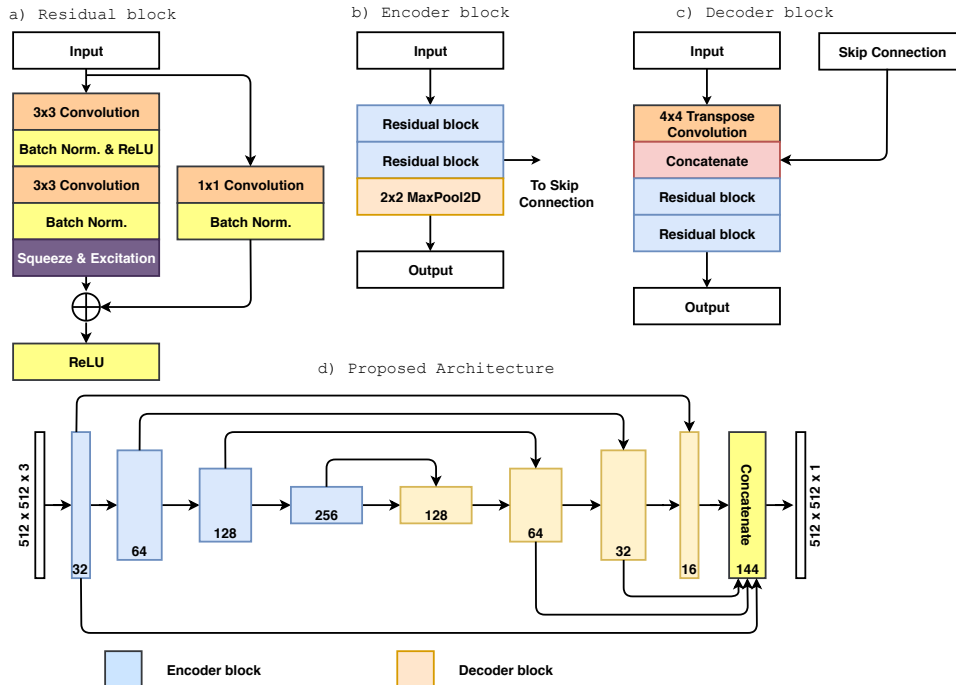 a) Residual block
Input
3x3 Convolution
Batch Norm. & ReLU
3x3 Convolution
Batch Norm.
Squeeze & Excitation
1x1 Convolution
Batch Norm.
ReLU
b) Encoder block
Input
Residual block
Residual block
2x2 MaxPool2D
To Skip
Connection
Output
c) Decoder block
Input
Skip Connection
4x4 Transpose
Convolution
Concatenate
Residual block
Residual block
Output
d) Proposed Architecture
512 x 512 x 3
32
64
128
256
128
64
32
16
Concatenate
144
512 x 512 x 1
Encoder block
Decoder block